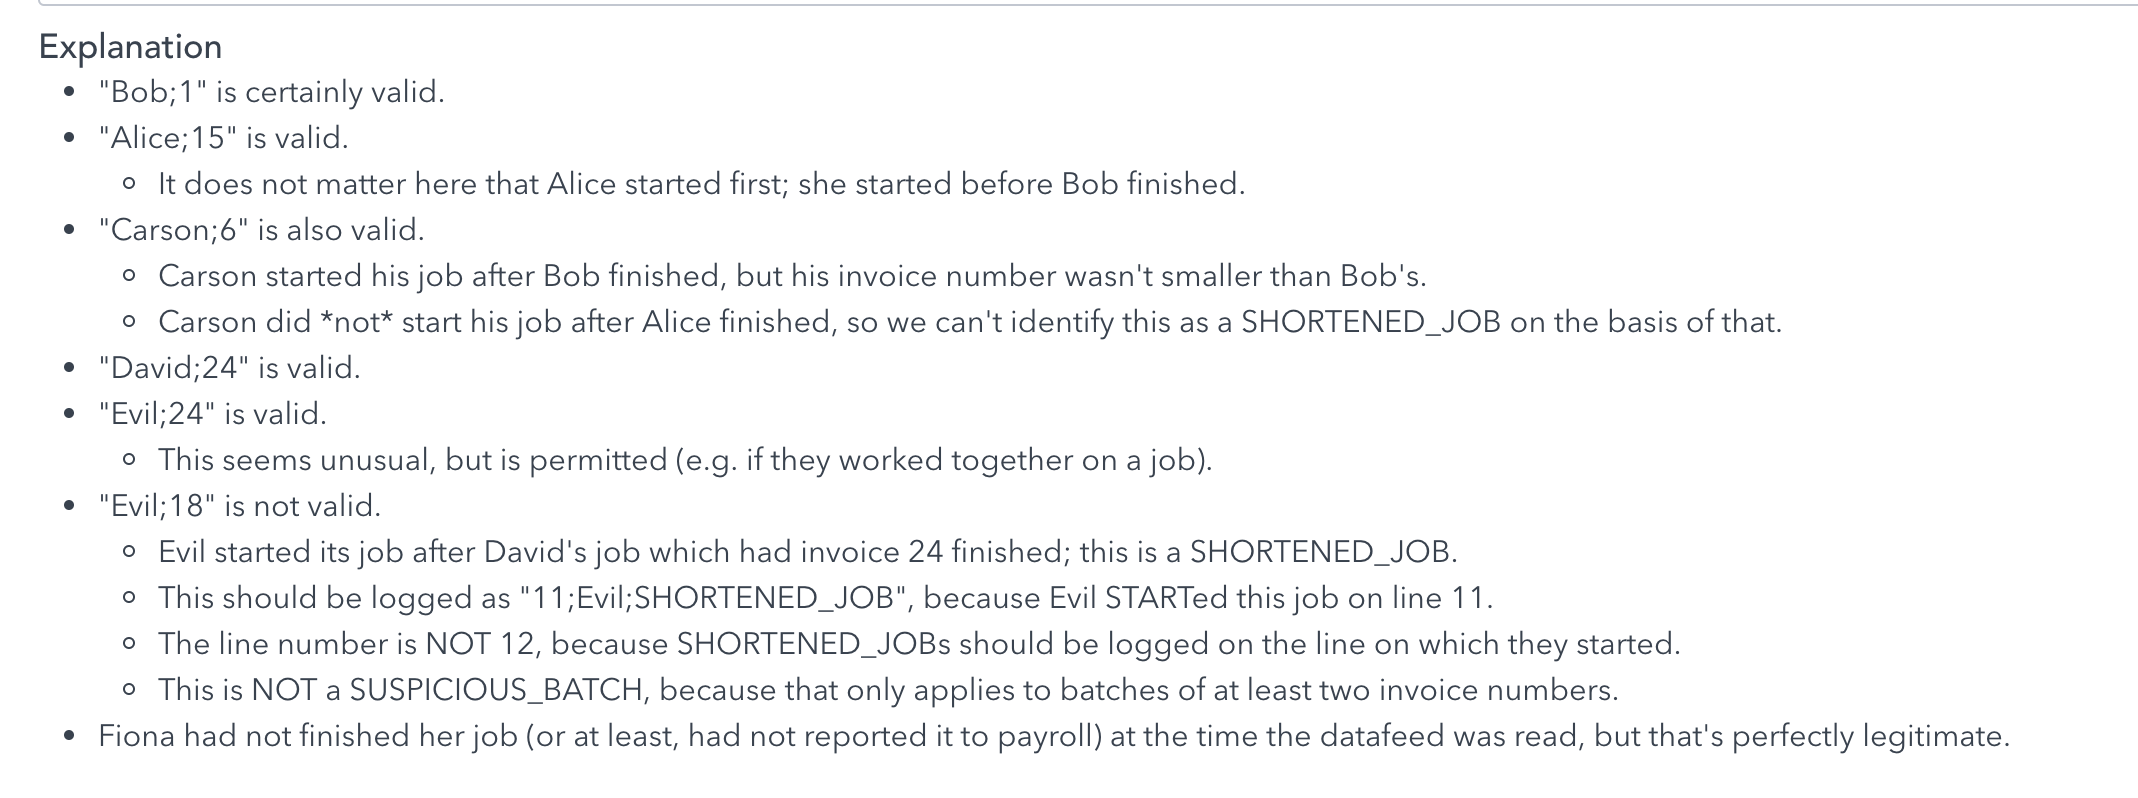 Explanation
"Bob;1" is certainly valid.
"Alice;15" is valid.
It does not matter here that Alice started first; she started before Bob finished.
"Carson;6" is also valid.
Carson started his job after Bob finished, but his invoice number wasn't smaller than Bob's.
Carson did *not* start his job after Alice finished, so we can't identify this as a SHORTENED_JOB on the basis of that.
"David;24" is valid.
"Evil;24" is valid.
This seems unusual, but is permitted (e.g. if they worked together on a job).
"Evil;18" is not valid.
Evil started its job after David's job which had invoice 24 finished; this is a SHORTENED_JOB.
This should be logged as "11;Evil;SHORTENED_JOB", because Evil STARTed this job on line 11.
The line number is NOT 12, because SHORTENED_JOBs should be logged on the line on which they started.
This is NOT a SUSPICIOUS_BATCH, because that only applies to batches of at least two invoice numbers.
Fiona had not finished her job (or at least, had not reported it to payroll) at the time the datafeed was read, but that's perfectly legitimate.